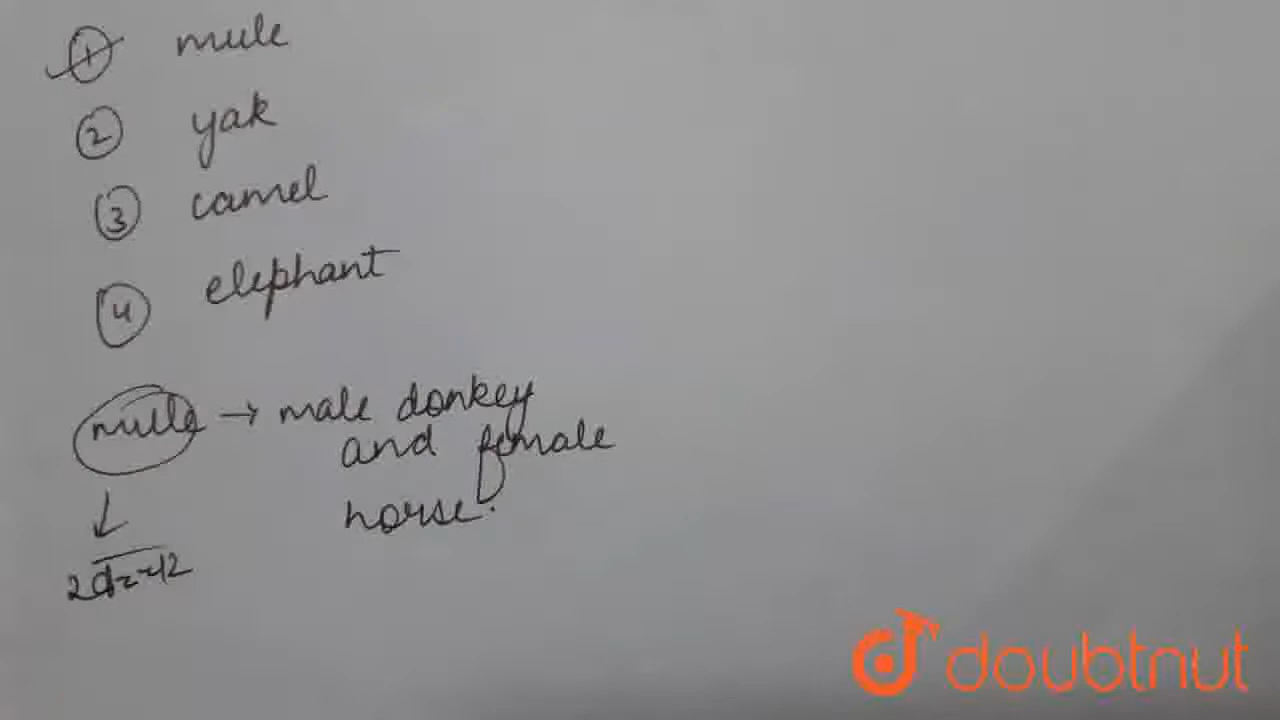 1 mule
2 yak
3 camel
4 elephant
mule → male donkey
and female
horse.
↓
doubtnut